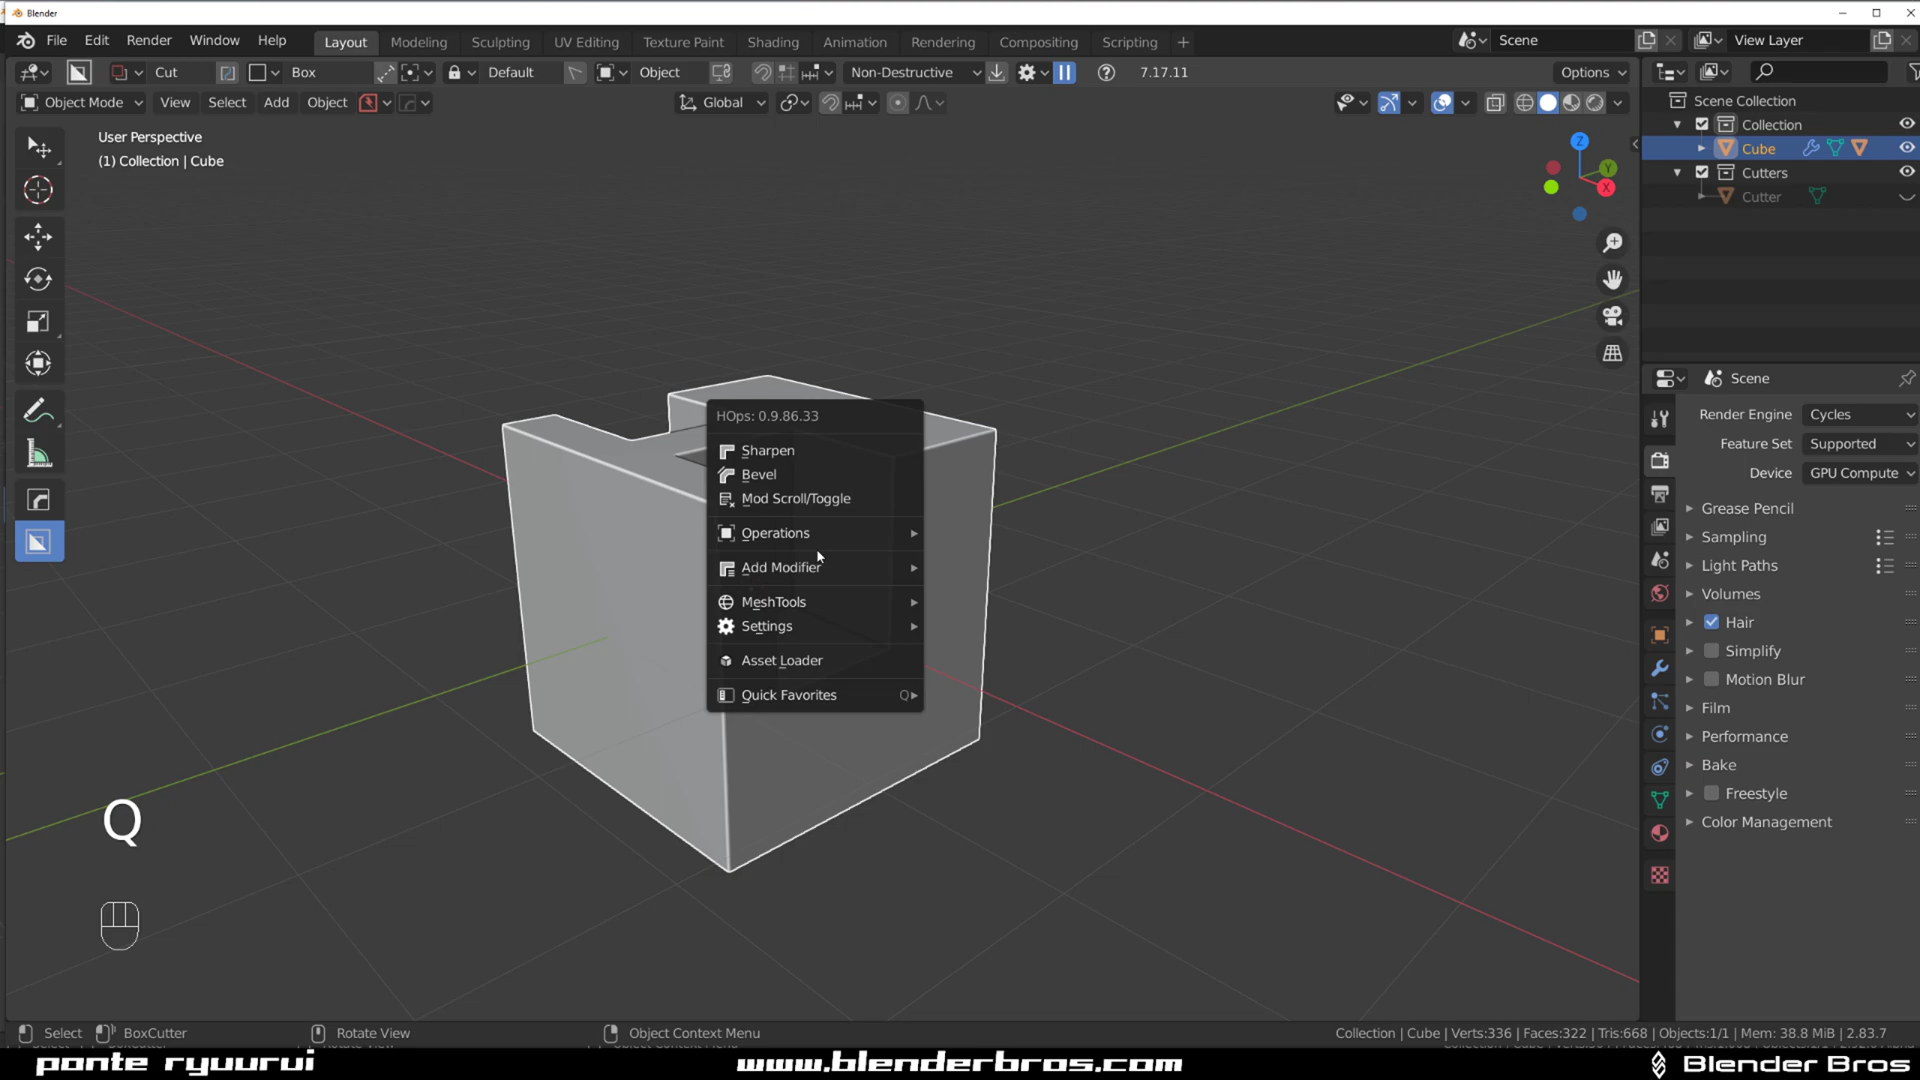 Blender
File Edit Render Window Help Layout Modeling Sculpting UV Editing Texture Paint Shading Animation Rendering Compositing Scripting + Scene View Layer
Cut Box Default Object Non-Destructive 7.17.11 Options
Object Mode View Select Add Object Global
User Perspective
(1) Collection | Cube
Z
Y
X
Scene Collection
Collection
Cube
Cutters
Cutter
HOps: 0.9.86.33
Sharpen
Bevel
Mod Scroll/Toggle
Operations
Add Modifier
MeshTools
Settings
Asset Loader
Quick Favorites Q
Q
Scene
Render Engine Cycles
Feature Set Supported
Device GPU Compute
Grease Pencil
Sampling
Light Paths
Volumes
Hair
Simplify
Motion Blur
Film
Performance
Bake
Freestyle
Color Management
Select BoxCutter Rotate View Object Context Menu Collection | Cube | Verts:336 | Faces:322 | Tris:668 | Objects:1/1 | Mem: 38.8 MiB | 2.83.7
ponte ryuurui www.blenderbros.com Blender Bros